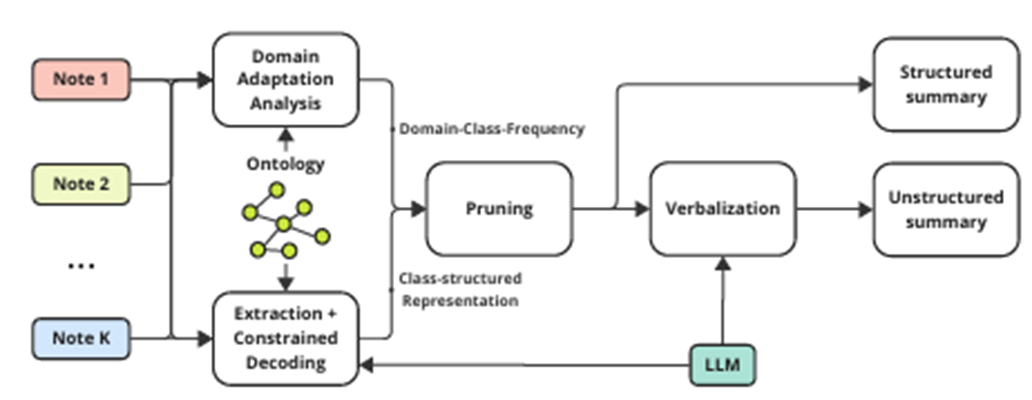 Note 1
Note 2
...
Note K
Domain
Adaptation
Analysis
Ontology
Extraction +
Constrained
Decoding
Domain-Class-Frequency
Class-structured
Representation
Pruning
Verbalization
LLM
Structured
summary
Unstructured
summary